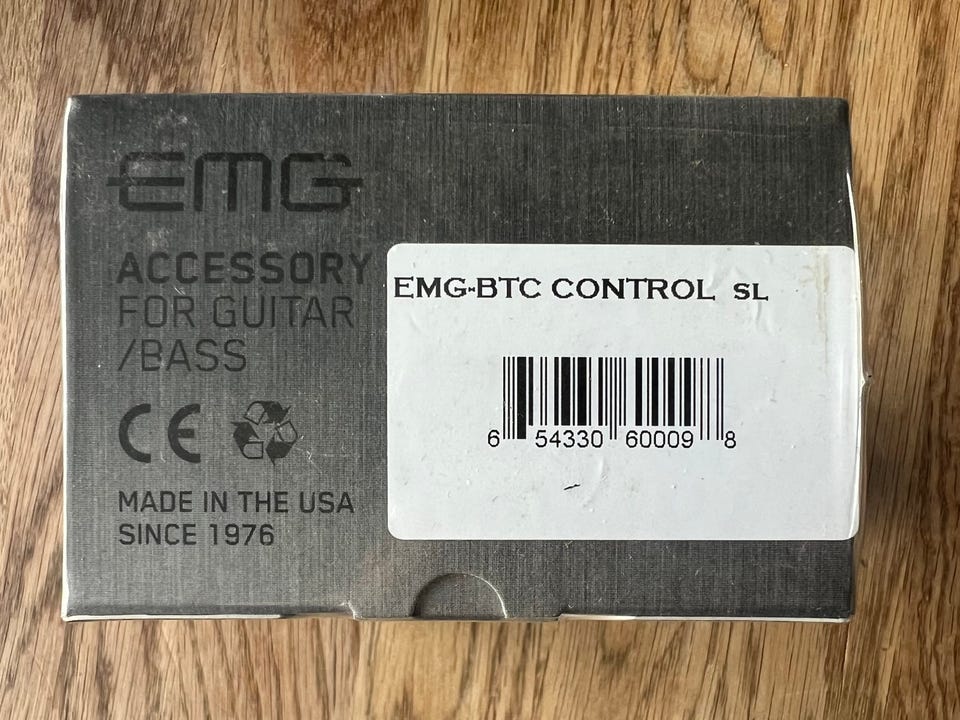 EMG
ACCESSORY
FOR GUITAR
/BASS
CE
MADE IN THE USA
SINCE 1976
EMG-BTC CONTROL SL
6 54330 60009 8